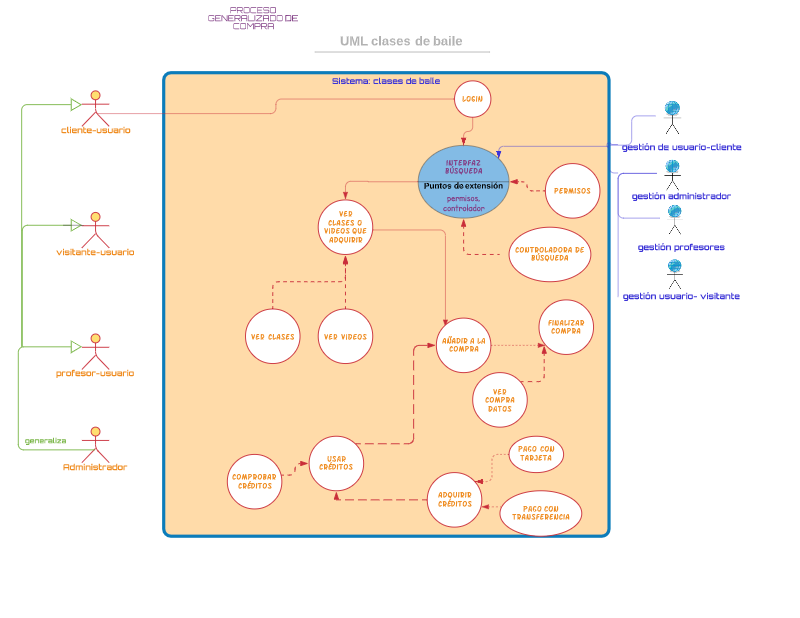 PROCESO
GENERALIZADO DE
COMPRA
UML clases de baile
Sistema: clases de baile
LOGIN
cliente-usuario
gestión de usuario-cliente
INTERFAZ
BÚSQUEDA
Puntos de extensión
permisos,
controlador
PERMISOS
gestión administrador
VER
CLASES O
VIDEOS QUE
ADQUIRIR
visitante-usuario
gestión profesores
CONTROLADORA DE
BÚSQUEDA
gestión usuario- visitante
VER CLASES
VER VIDEOS
AÑADIR A LA
COMPRA
FINALIZAR
COMPRA
profesor-usuario
VER
COMPRA
DATOS
generaliza
Administrador
USAR
CRÉDITOS
PAGO CON
TARJETA
COMPROBAR
CRÉDITOS
ADQUIRIR
CRÉDITOS
PAGO CON
TRANSFERENCIA